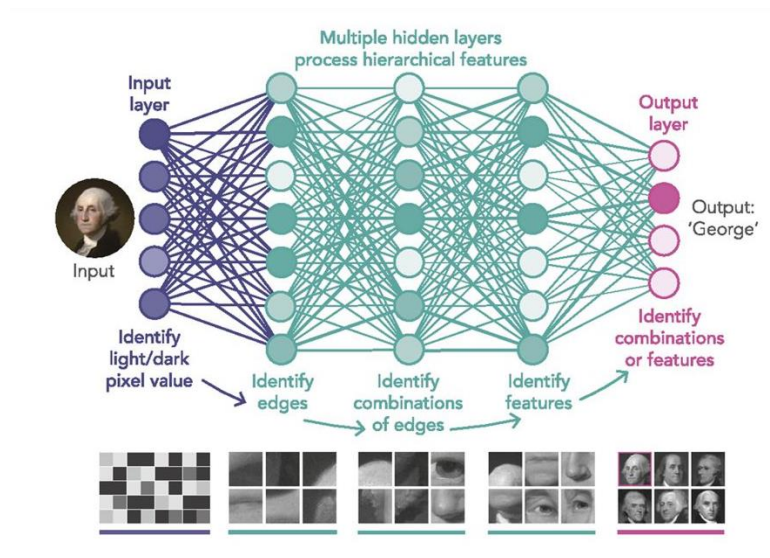 Multiple hidden layers
process hierarchical features
Input
layer
Output
layer
Input
Output:
'George'
Identify
light/dark
pixel value
Identify
edges
Identify
combinations
of edges
Identify
features
Identify
combinations
or features